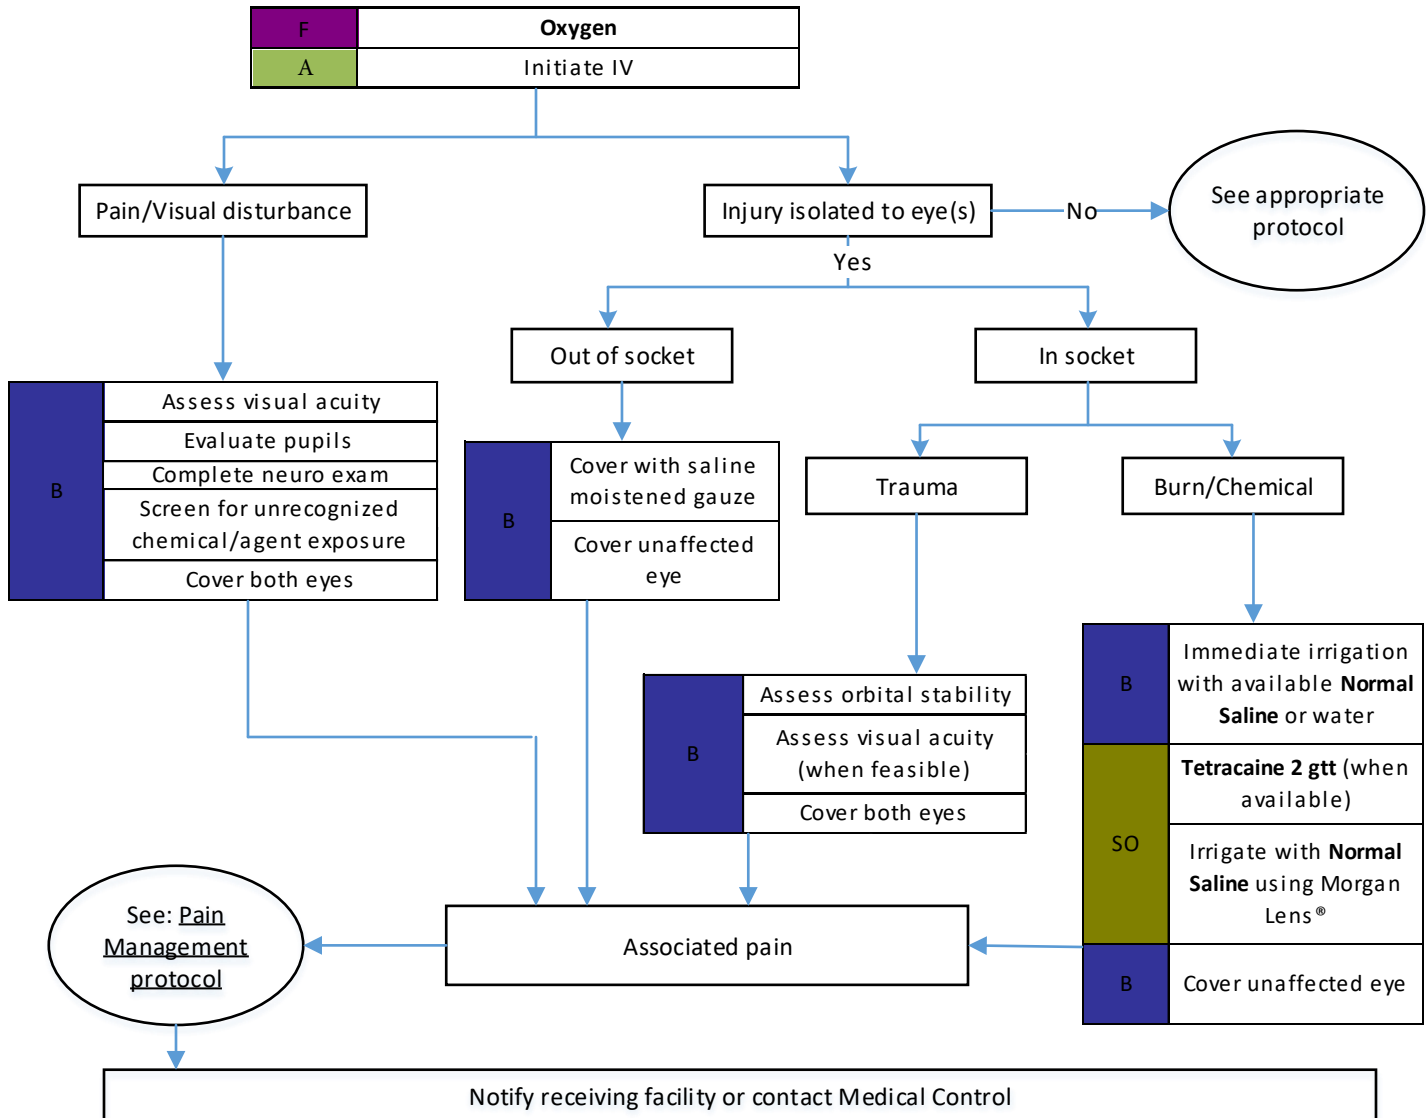 F
Oxygen
A
Initiate IV
Pain/Visual disturbance
Injury isolated to eye(s)
No
See appropriate
protocol
Yes
Out of socket
In socket
B
Assess visual acuity
Evaluate pupils
Complete neuro exam
Screen for unrecognized
chemical/agent exposure
Cover both eyes
B
Cover with saline
moistened gauze
Cover unaffected
eye
Trauma
Burn/Chemical
B
Assess orbital stability
Assess visual acuity
(when feasible)
Cover both eyes
B
Immediate irrigation
with available Normal
Saline or water
SO
Tetracaine 2 gtt (when
available)
Irrigate with Normal
Saline using Morgan
Lens®
B
Cover unaffected eye
Associated pain
See: Pain
Management
protocol
Notify receiving facility or contact Medical Control